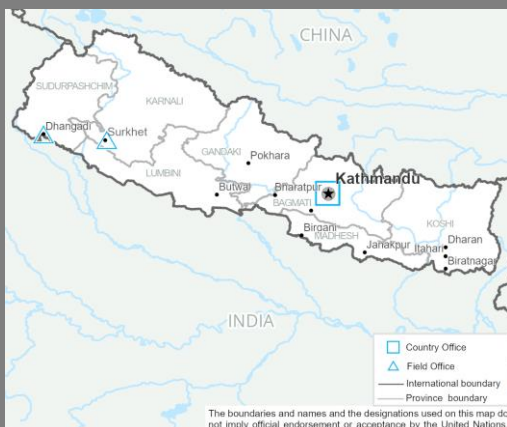 CHINA
SUDURPASHCHIM
KARNALI
Dhangadi
Surkhet
GANDAKI
Pokhara
LUMBINI
Kathmandu
Butwal
Bharatpur
BAGMATI
KOSHI
Birganj
MADHESH
Dharan
Janakpur
Itahari
Biratnagar
INDIA
Country Office
Field Office
International boundary
Province boundary
The boundaries and names and the designations used on this map do
not imply official endorsement or acceptance by the United Nations.